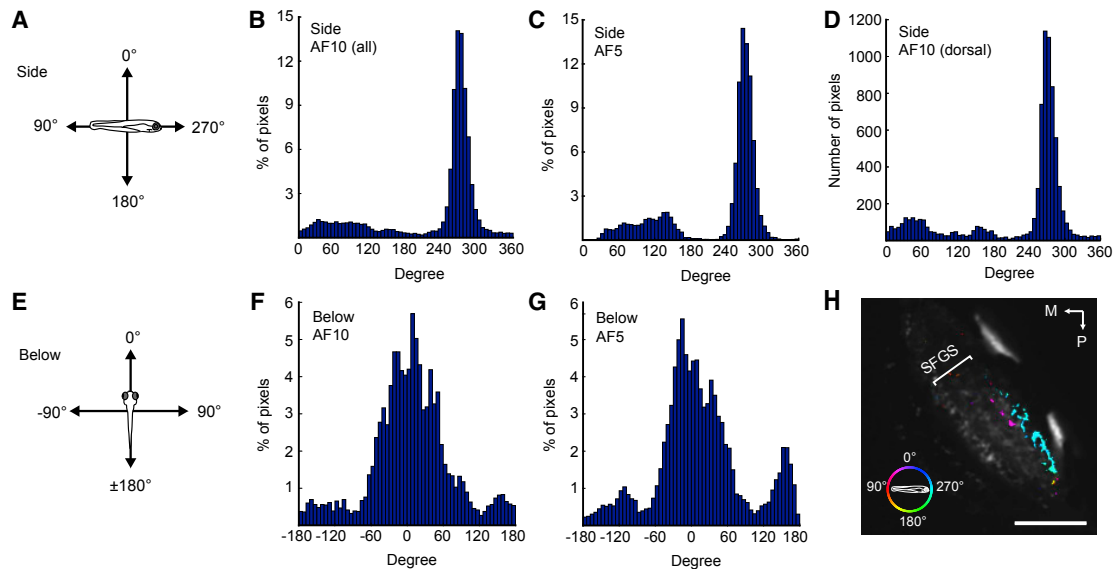 A
Side
0°
90°
270°
180°
B
Side
AF10 (all)
% of pixels
15
12
9
6
3
0 60 120 180 240 300 360
Degree
C
Side
AF5
% of pixels
15
12
9
6
3
0
0 60 120 180 240 300 360
Degree
D
Side
AF10 (dorsal)
Number of pixels
1200
1000
800
600
400
200
0 60 120 180 240 300 360
Degree
E
Below
0°
-90°
90°
±180°
F
Below
AF10
% of pixels
6
5
4
3
2
1
-180 -120 -60 0 60 120 180
Degree
G
Below
AF5
% of pixels
6
5
4
3
2
1
0
-180 -120 -60 0 60 120 180
Degree
H
M
P
SFGS
0°
90°
270°
180°